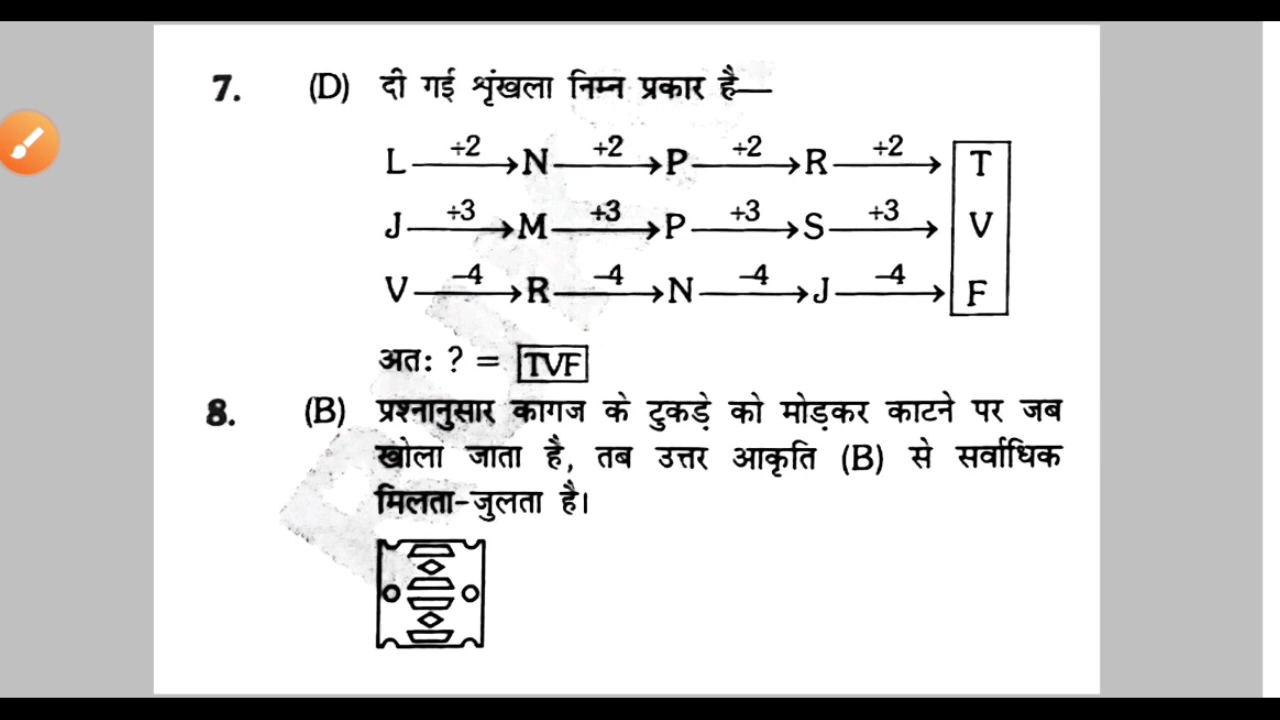 7. (D) दी गई शृंखला निम्न प्रकार है—
L +2 N +2 P +2 R +2 T
J +3 M +3 P +3 S +3 V
V –4 R –4 N –4 J –4 F
अतः ? = TVF
8. (B) प्रश्नानुसार कागज के टुकड़े को मोड़कर काटने पर जब
खोला जाता है, तब उत्तर आकृति (B) से सर्वाधिक
मिलता-जुलता है।